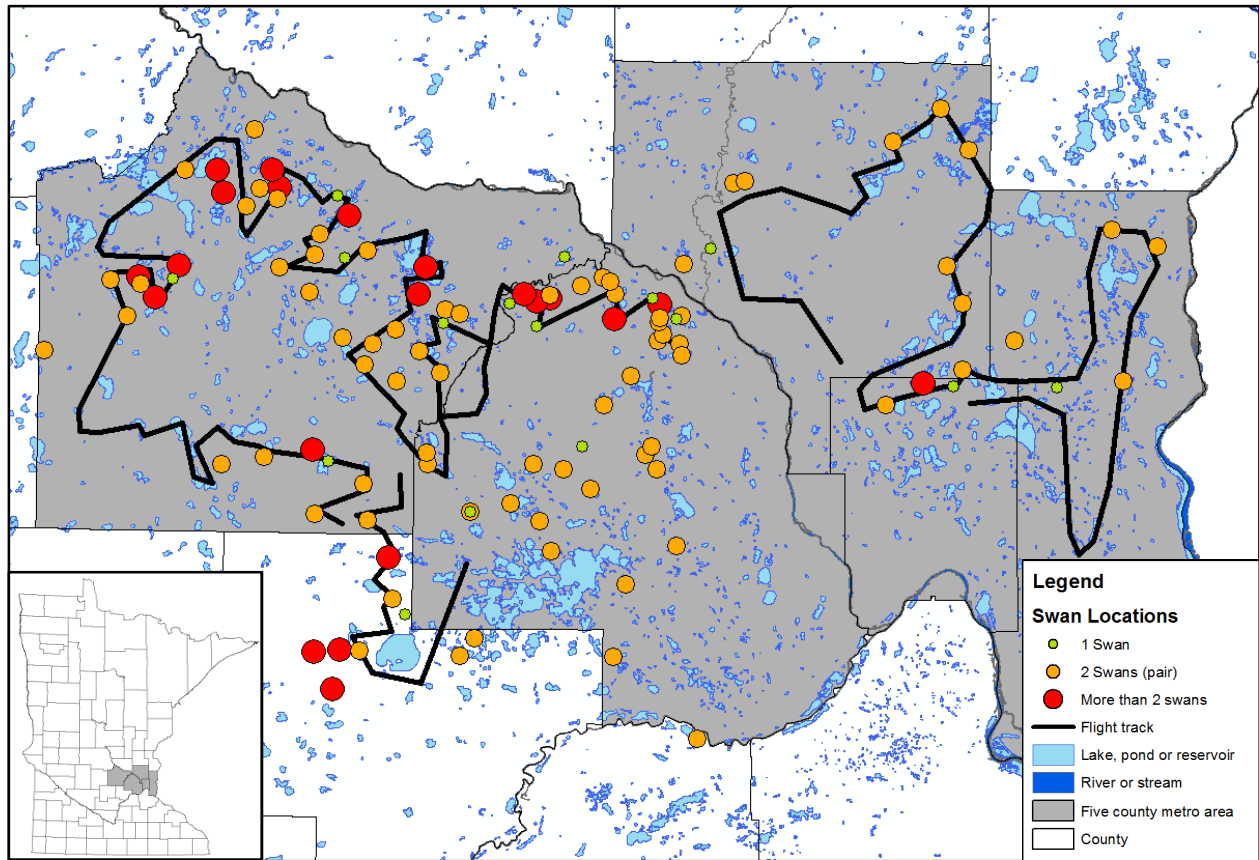 Legend
Swan Locations
1 Swan
2 Swans (pair)
More than 2 swans
Flight track
Lake, pond or reservoir
River or stream
Five county metro area
County